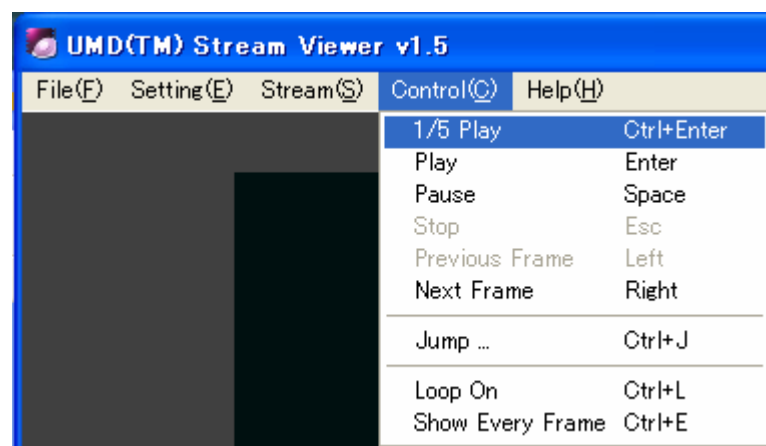 UMD(TM) Stream Viewer v1.5
File(F) Setting(E) Stream(S) Control(C) Help(H)
1/5 Play Ctrl+Enter
Play Enter
Pause Space
Stop Esc
Previous Frame Left
Next Frame Right
Jump ... Ctrl+J
Loop On Ctrl+L
Show Every Frame Ctrl+E